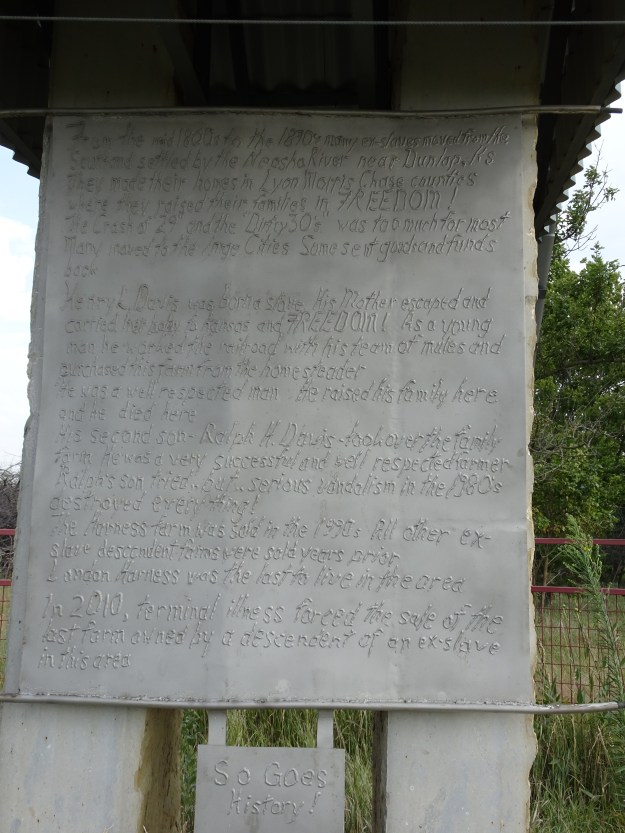 From the mid 1800s to the 1870's many ex-slaves moved from the
South and settled by the Neosho River near Dunlap, KS
They made their homes in Lyon Morris Chase counties
where they raised their families in FREEDOM!
The Crash of '29 and the "Dirty 30's" was too much for most
Many moved to the Cities Some sent goods and funds
back
Henry L. Davis was born a slave His Mother escaped and
carried him to Kansas and FREEDOM! As a young
man he worked the railroad with his team of mules and
purchased this farm from the homesteader
He was a well respected man He raised his family here
and he died here
His second son- Ralph H. Davis -took over the family
farm he was a very successful and well respected farmer
Ralph's son tried.. but.. serious vandalism in the 1980's
destroyed everything!
The Harness farm was sold in the 1990s All other ex-
slave descendent farms were sold years prior
London Harness was the last to live in the area
In 2010, terminal illness forced the sale of the
last farm owned by a descendent of an ex-slave
in this area
So Goes
History!